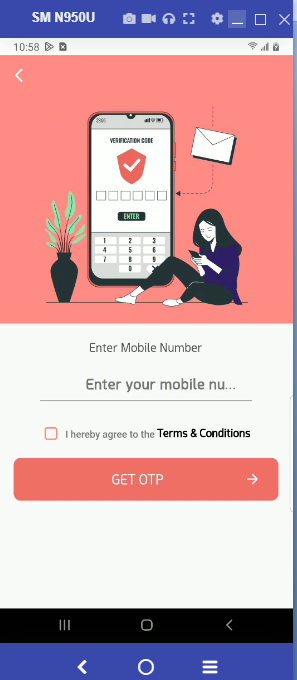 SM N950U
10:58
VERIFICATION CODE
ENTER
1 2 3
4 5 6
7 8 9
0
Enter Mobile Number
Enter your mobile nu...
I hereby agree to the Terms & Conditions
GET OTP